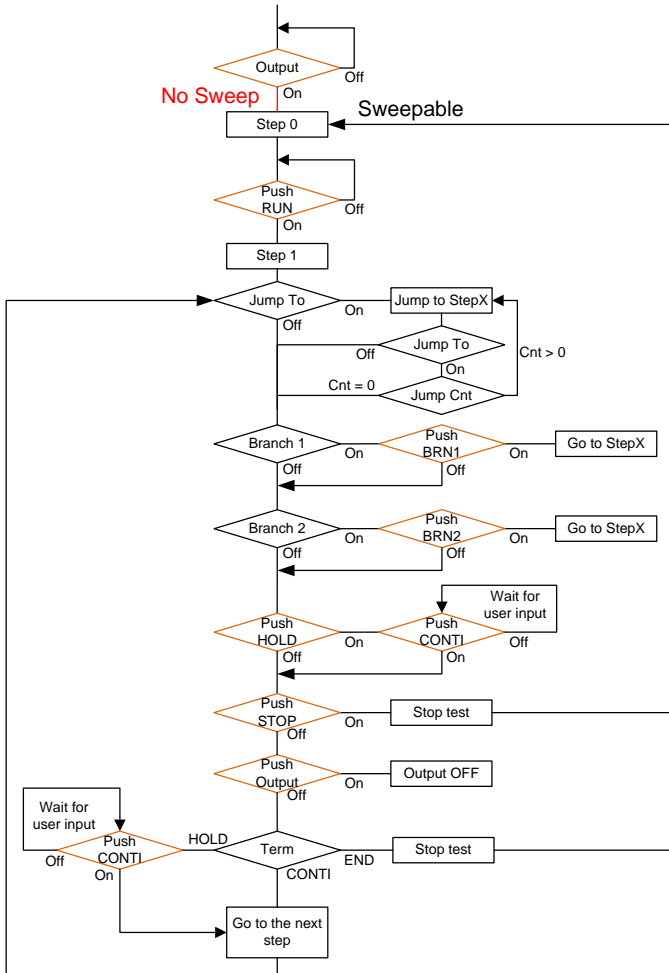 Output
Off
On
No Sweep
Sweepable
Step 0
Push
RUN
Off
On
Step 1
Jump To
On
Jump to StepX
Off
Jump To
Off
On
Cnt > 0
Cnt = 0
Jump Cnt
Branch 1
On
Push
BRN1
On
Go to StepX
Off
Off
Branch 2
On
Push
BRN2
On
Go to StepX
Off
Off
Wait for
user input
Push
HOLD
On
Push
CONTI
Off
Off
On
Push
STOP
On
Stop test
Off
Push
Output
On
Output OFF
Off
Wait for
user input
Push
CONTI
Off
On
HOLD
Term
END
Stop test
CONTI
Go to the next
step